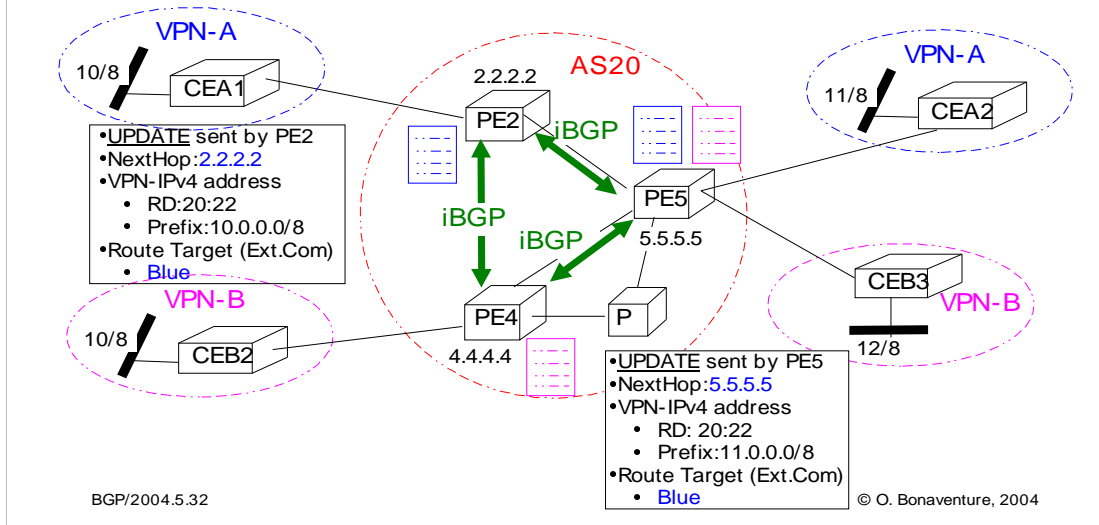 VPN-A
10/8
CEA1
2.2.2.2
AS20
VPN-A
11/8
CEA2
PE2
iBGP
•UPDATE sent by PE2
•NextHop:2.2.2.2
•VPN-IPv4 address
• RD:20:22
• Prefix:10.0.0.0/8
•Route Target (Ext.Com)
• Blue
iBGP
iBGP
PE5
5.5.5.5
VPN-B
10/8
CEB2
PE4
4.4.4.4
P
CEB3
VPN-B
12/8
•UPDATE sent by PE5
•NextHop:5.5.5.5
•VPN-IPv4 address
• RD: 20:22
• Prefix:11.0.0.0/8
•Route Target (Ext.Com)
• Blue
BGP/2004.5.32
© O. Bonaventure, 2004